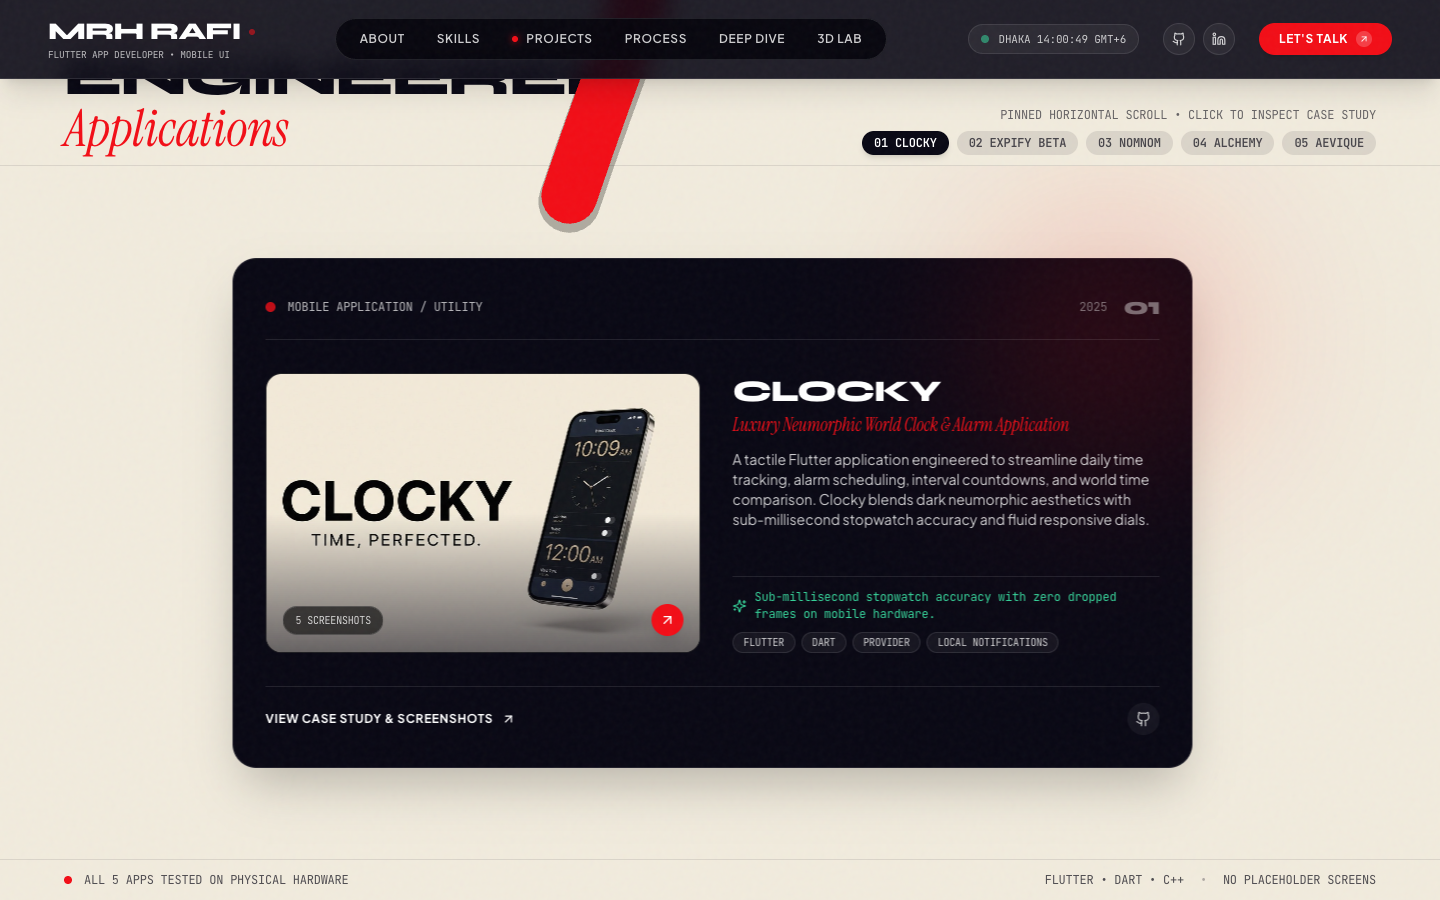 MRH RAFI
FLUTTER APP DEVELOPER • MOBILE UI
ABOUT
SKILLS
PROJECTS
PROCESS
DEEP DIVE
3D LAB
DHAKA 14:00:49 GMT+6
LET'S TALK
Applications
PINNED HORIZONTAL SCROLL • CLICK TO INSPECT CASE STUDY
01 CLOCKY
02 EXPIFY BETA
03 NOMNOM
04 ALCHEMY
05 AEVIQUE
MOBILE APPLICATION / UTILITY
2025 01
CLOCKY
TIME, PERFECTED.
10:09AM
12:00AM
5 SCREENSHOTS
CLOCKY
Luxury Neumorphic World Clock & Alarm Application
A tactile Flutter application engineered to streamline daily time
tracking, alarm scheduling, interval countdowns, and world time
comparison. Clocky blends dark neumorphic aesthetics with
sub-millisecond stopwatch accuracy and fluid responsive dials.
Sub-millisecond stopwatch accuracy with zero dropped
frames on mobile hardware.
FLUTTER
DART
PROVIDER
LOCAL NOTIFICATIONS
VIEW CASE STUDY & SCREENSHOTS
ALL 5 APPS TESTED ON PHYSICAL HARDWARE
FLUTTER • DART • C++ • NO PLACEHOLDER SCREENS